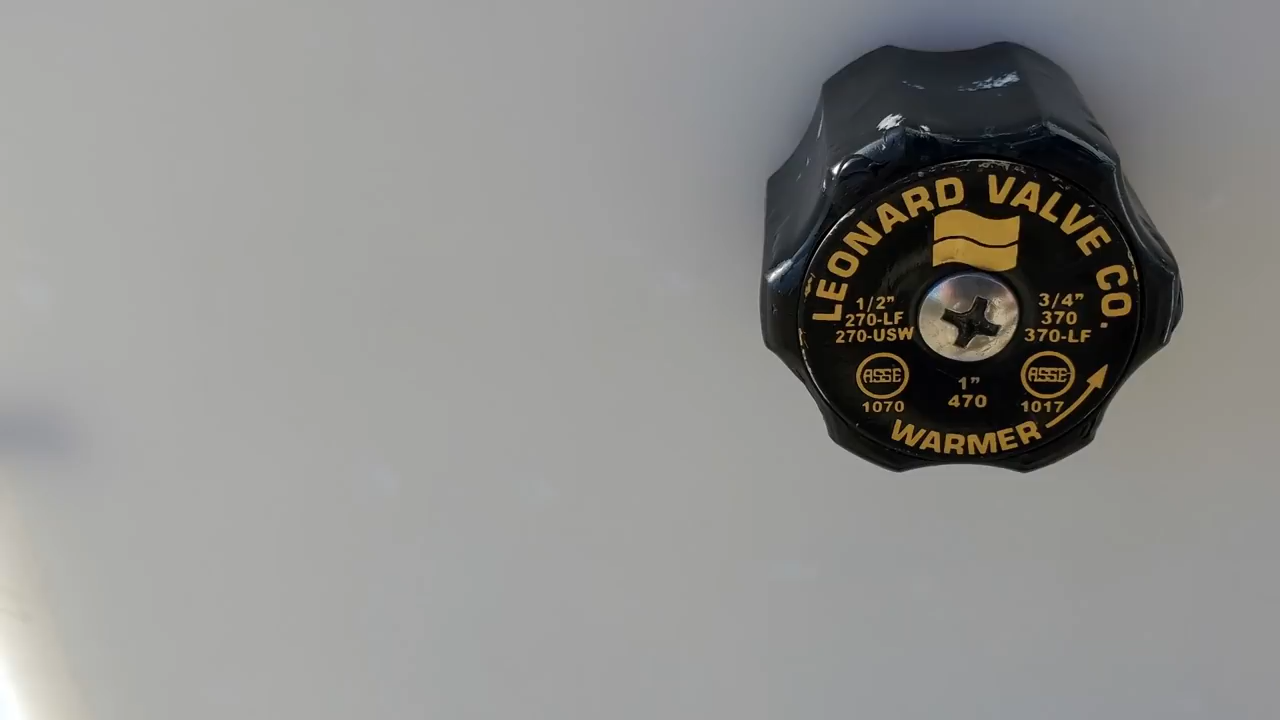 LEONARD VALVE CO.
1/2"
270-LF
270-USW
3/4"
370
370-LF
ASSE
1070
1"
470
ASSE
1017
WARMER